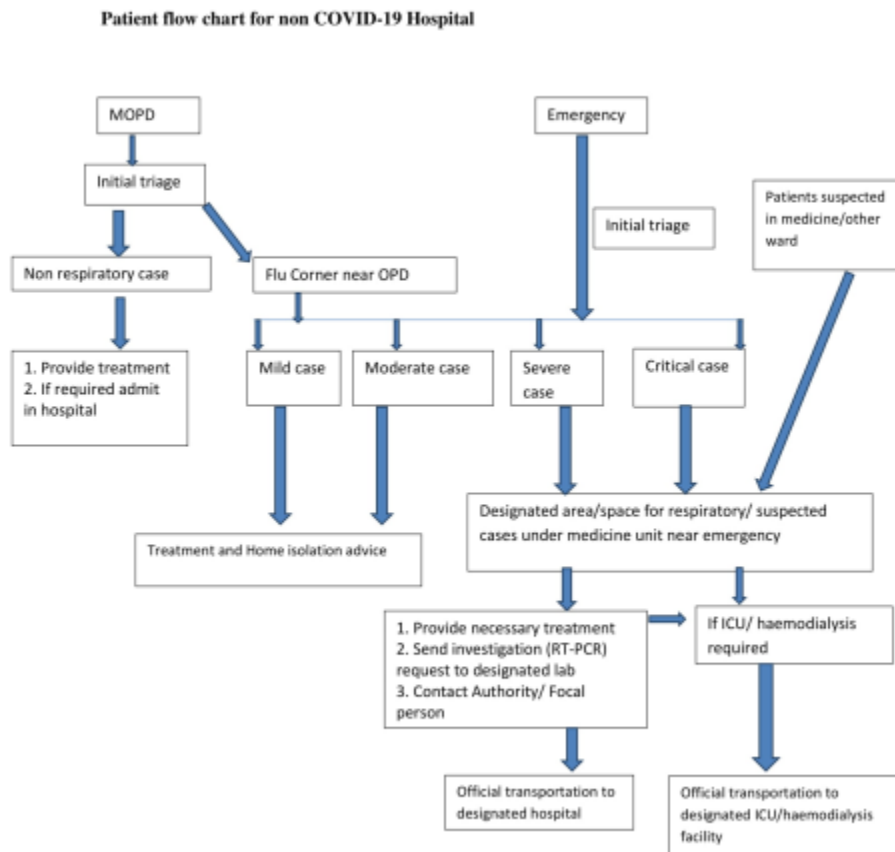 Patient flow chart for non COVID-19 Hospital
MOPD
Emergency
Initial triage
Initial triage
Patients suspected
in medicine/other
ward
Non respiratory case
Flu Corner near OPD
1. Provide treatment
2. If required admit
in hospital
Mild case
Moderate case
Severe
case
Critical case
Designated area/space for respiratory/ suspected
cases under medicine unit near emergency
Treatment and Home isolation advice
1. Provide necessary treatment
2. Send investigation (RT-PCR)
request to designated lab
3. Contact Authority/ Focal
person
If ICU/ haemodialysis
required
Official transportation to
designated hospital
Official transportation to
designated ICU/haemodialysis
facility